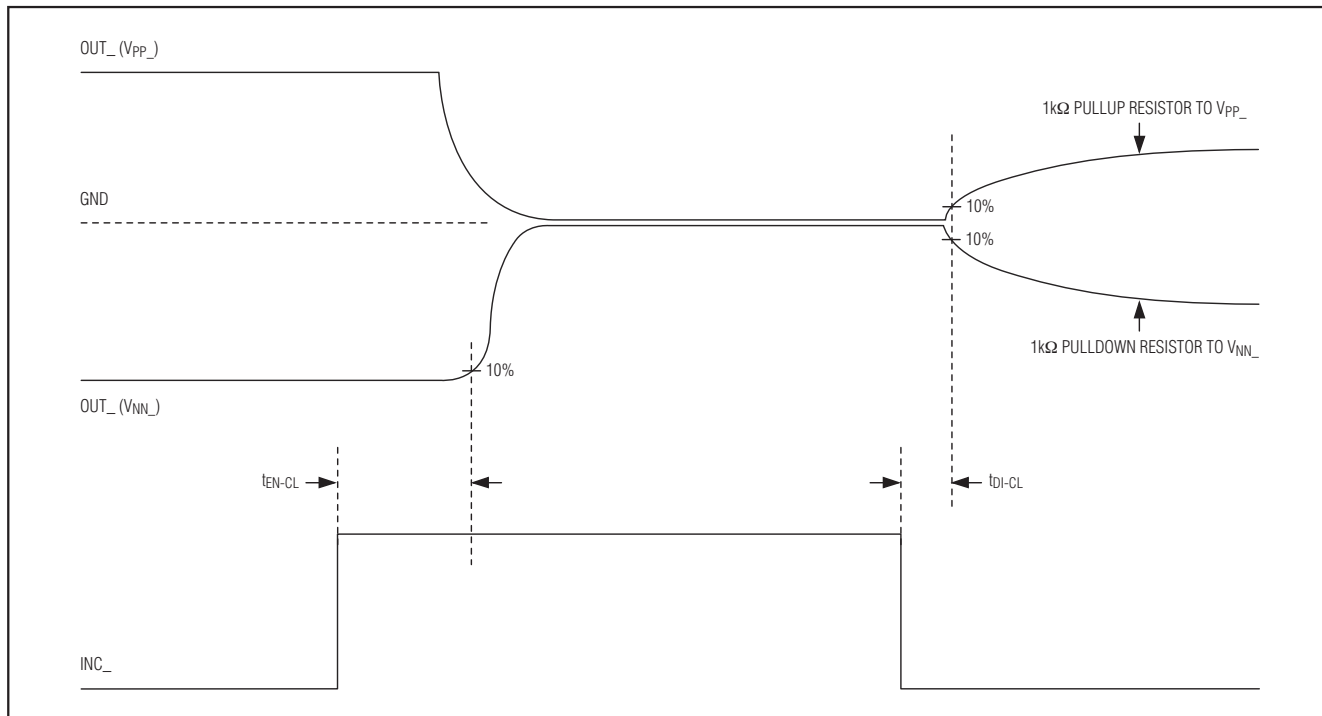 OUT_ (VPP_)
1kΩ PULLUP RESISTOR TO VPP_
GND
10%
10%
1kΩ PULLDOWN RESISTOR TO VNN_
10%
OUT_ (VNN_)
tEN-CL
tDI-CL
INC_